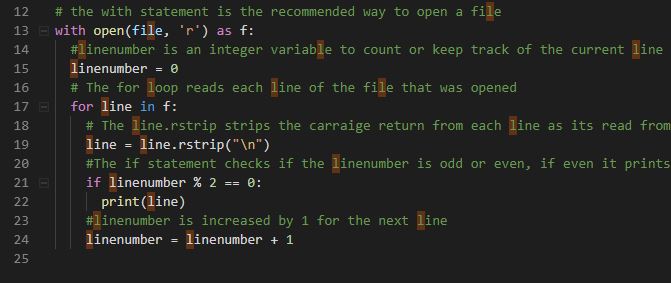 12 # the with statement is the recommended way to open a file
13 with open(file, 'r') as f:
14 #linenumber is an integer variable to count or keep track of the current line
15 linenumber = 0
16 # The for loop reads each line of the file that was opened
17 for line in f:
18 # The line.rstrip strips the carraige return from each line as its read from
19 line = line.rstrip("\n")
20 #The if statement checks if the linenumber is odd or even, if even it prints
21 if linenumber % 2 == 0:
22 print(line)
23 #linenumber is increased by 1 for the next line
24 linenumber = linenumber + 1
25